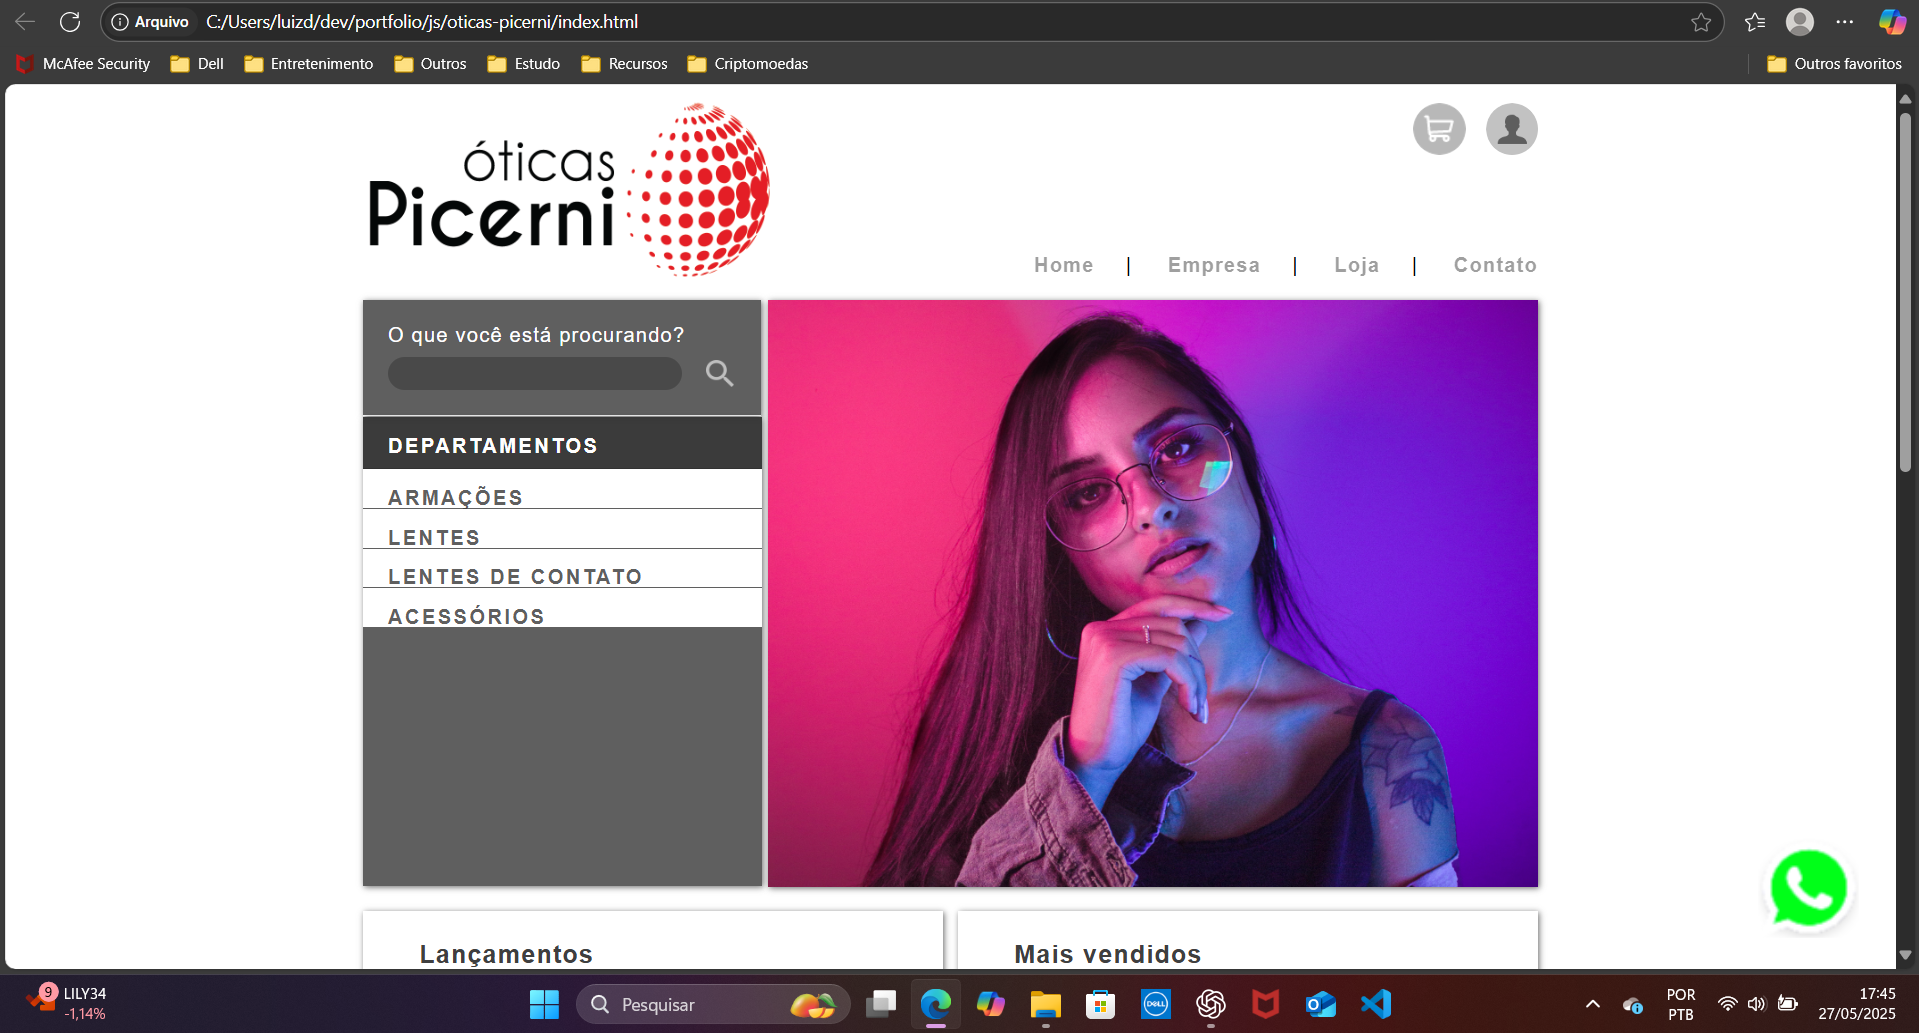 Arquivo
C:/Users/luizd/dev/portfolio/js/oticas-picerni/index.html
McAfee Security
Dell
Entretenimento
Outros
Estudo
Recursos
Criptomoedas
Outros favoritos
óticas
Picerni
Home | Empresa | Loja | Contato
O que você está procurando?
DEPARTAMENTOS
ARMAÇÕES
LENTES
LENTES DE CONTATO
ACESSÓRIOS
Lançamentos
Mais vendidos
9
LILY34
-1,14%
Pesquisar
DELL
POR
PTB
17:45
27/05/2025